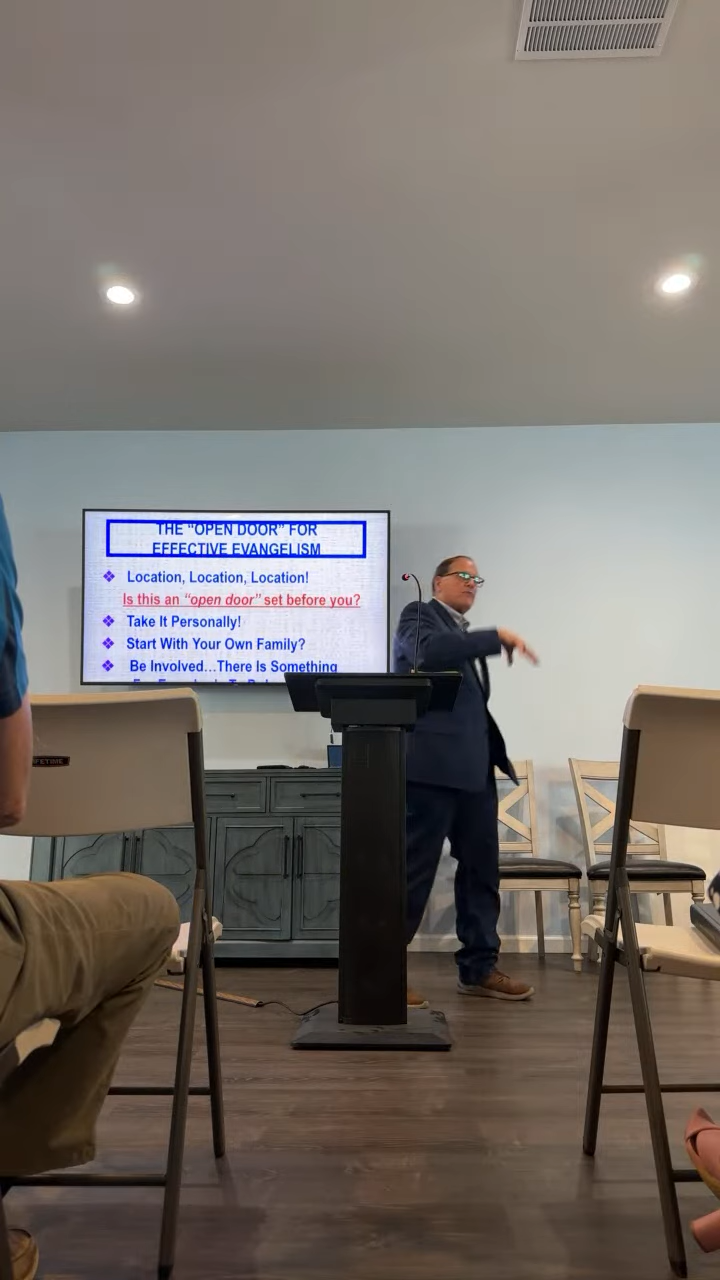 THE “OPEN DOOR” FOR
EFFECTIVE EVANGELISM
Location, Location, Location!
Is this an “open door” set before you?
Take It Personally!
Start With Your Own Family?
Be Involved...There Is Something
LIFETIME